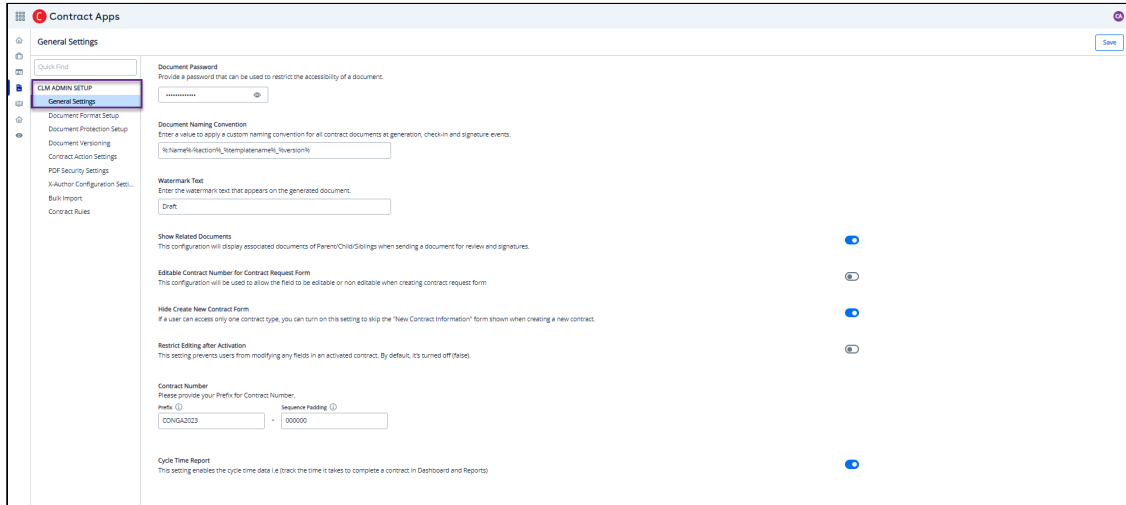 Contract Apps
CA
General Settings
Save
Quick Find
CLM ADMIN SETUP
General Settings
Document Format Setup
Document Protection Setup
Document Versioning
Contract Action Settings
PDF Security Settings
X-Author Configuration Setti...
Bulk Import
Contract Rules
Document Password
Provide a password that can be used to restrict the accessibility of a document.
Document Naming Convention
Enter a value to apply a custom naming convention for all contract documents at generation, check-in and signature events.
%:Name%-%action%_%templatename%_%version%
Watermark Text
Enter the watermark text that appears on the generated document.
Draft
Show Related Documents
This configuration will display associated documents of Parent/Child/Siblings when sending a document for review and signatures.
Editable Contract Number for Contract Request Form
This configuration will be used to allow the field to be editable or non editable when creating contract request form
Hide Create New Contract Form
If a user can access only one contract type, you can turn on this setting to skip the "New Contract Information" form shown when creating a new contract.
Restrict Editing after Activation
This setting prevents users from modifying any fields in an activated contract. By default, it's turned off (false).
Contract Number
Please provide your Prefix for Contract Number.
Prefix Sequence Padding
CONGA2023 - 000000
Cycle Time Report
This setting enables the cycle time data i.e (track the time it takes to complete a contract in Dashboard and Reports)